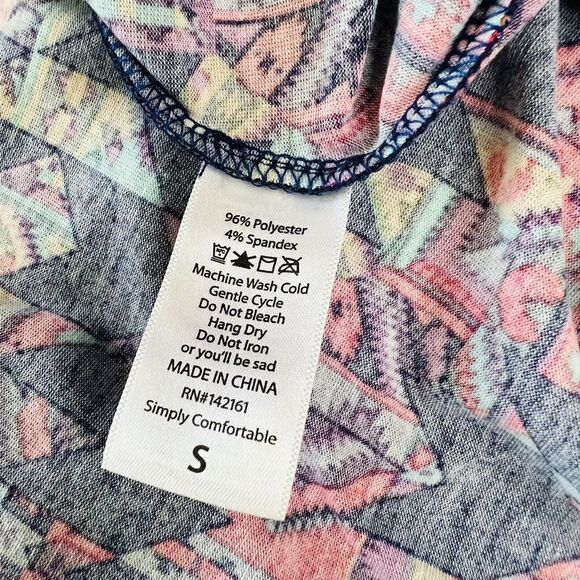 96% Polyester
4% Spandex
Machine Wash Cold
Gentle Cycle
Do Not Bleach
Hang Dry
Do Not Iron
or you'll be sad
MADE IN CHINA
RN#142161
Simply Comfortable
S